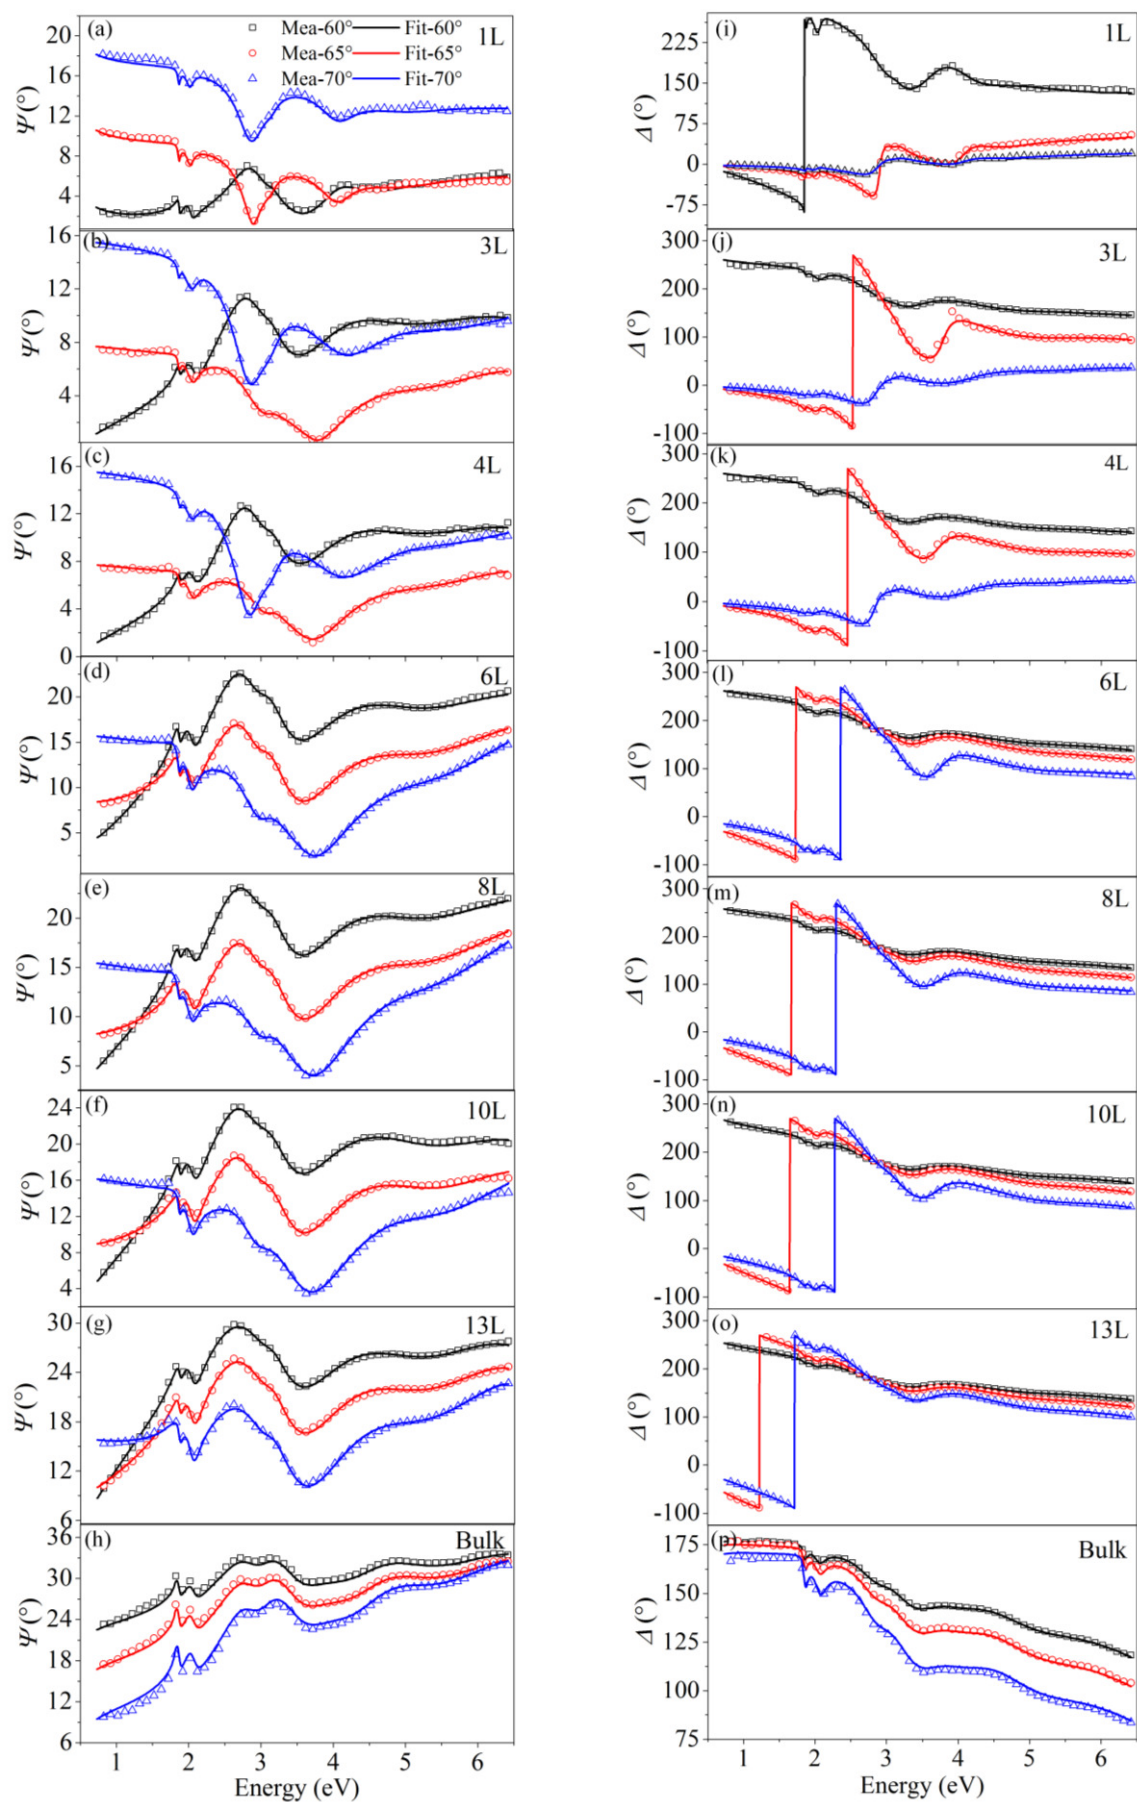 (a)
Mea-60° Fit-60°
1L
Mea-65° Fit-65°
Mea-70° Fit-70°
20
16
12
8
4
Ψ(°)
(b)
3L
16
12
8
4
Ψ(°)
(c)
4L
16
12
8
4
0
Ψ(°)
(d)
6L
20
15
10
5
Ψ(°)
(e)
8L
20
15
10
5
Ψ(°)
(f)
10L
24
20
16
12
8
4
Ψ(°)
(g)
13L
30
24
18
12
6
Ψ(°)
(h)
Bulk
36
30
24
18
12
6
Ψ(°)
1 2 3 4 5 6
Energy (eV)
(i)
1L
225
150
75
0
-75
Δ(°)
(j)
3L
300
200
100
0
-100
Δ(°)
(k)
4L
300
200
100
0
-100
Δ(°)
(l)
6L
300
200
100
0
-100
Δ(°)
(m)
8L
300
200
100
0
-100
Δ(°)
(n)
10L
300
200
100
0
-100
Δ(°)
(o)
13L
300
200
100
0
-100
Δ(°)
(p)
Bulk
175
150
125
100
75
Δ(°)
1 2 3 4 5 6
Energy (eV)